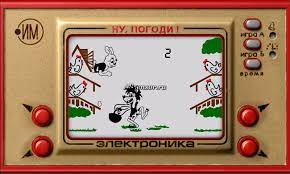 ИМ
НУ, ПОГОДИ!
игра А
игра Б
время
2
электроника